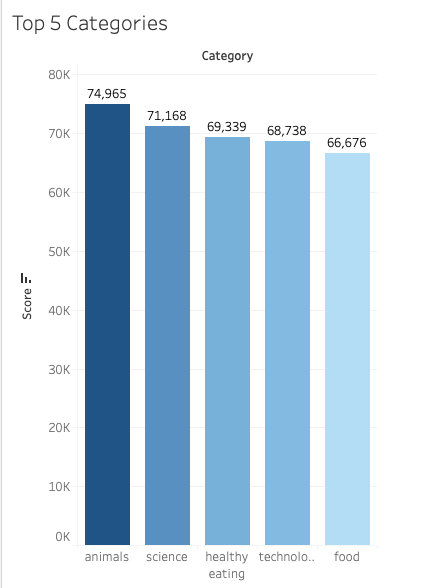 Top 5 Categories
Category
80K
74,965
71,168
70K
69,339
68,738
66,676
60K
50K
Score
40K
30K
20K
10K
0K
animals science healthy technolo.. food
eating